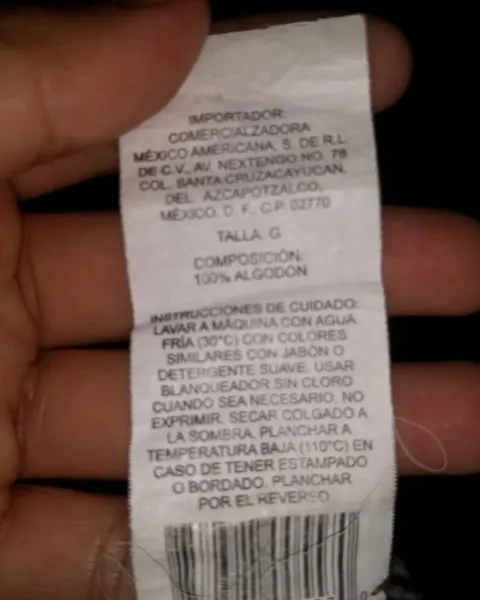 IMPORTADOR:
COMERCIALZADORA
MÉXICO AMERICANA, S. DE R.L.
DE C.V., AV. NEXTENGO NO. 78
COL. SANTA CRUZACAYUCAN,
DEL. AZCAPOTZALCO,
MÉXICO, D. F., C.P. 02770
TALLA: G
COMPOSICIÓN:
100% ALGODÓN
INSTRUCCIONES DE CUIDADO:
LAVAR A MÁQUINA CON AGUA
FRÍA (30°C) CON COLORES
SIMILARES CON JABÓN O
DETERGENTE SUAVE. USAR
BLANQUEADOR SIN CLORO
CUANDO SEA NECESARIO. NO
EXPRIMIR. SECAR COLGADO A
LA SOMBRA. PLANCHAR A
TEMPERATURA BAJA (110°C) EN
CASO DE TENER ESTAMPADO
O BORDADO. PLANCHAR
POR EL REVERSO